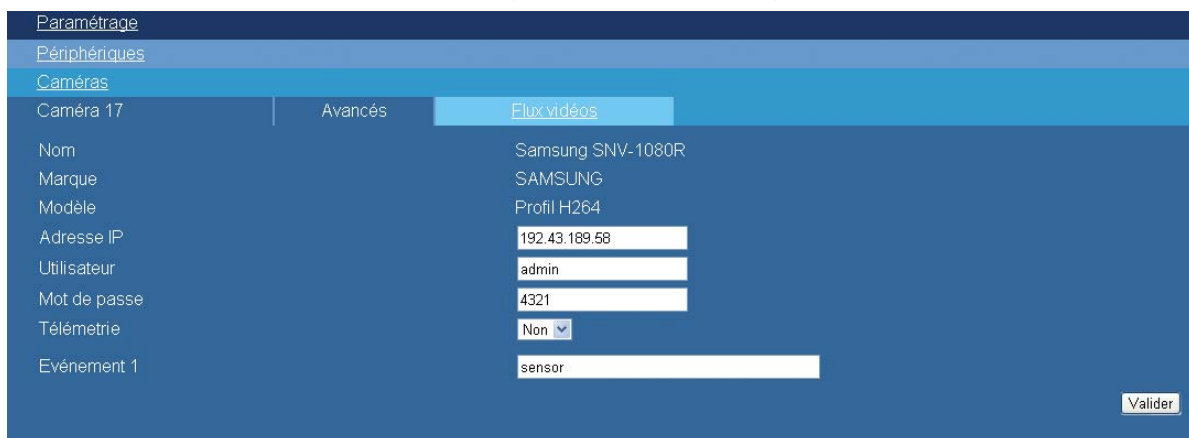 Paramétrage
Périphériques
Caméras
Caméra 17 Avancés Flux vidéos
Nom Samsung SNV-1080R
Marque SAMSUNG
Modèle Profil H264
Adresse IP 192.43.189.58
Utilisateur admin
Mot de passe 4321
Télémetrie Non
Evénement 1 sensor
Valider